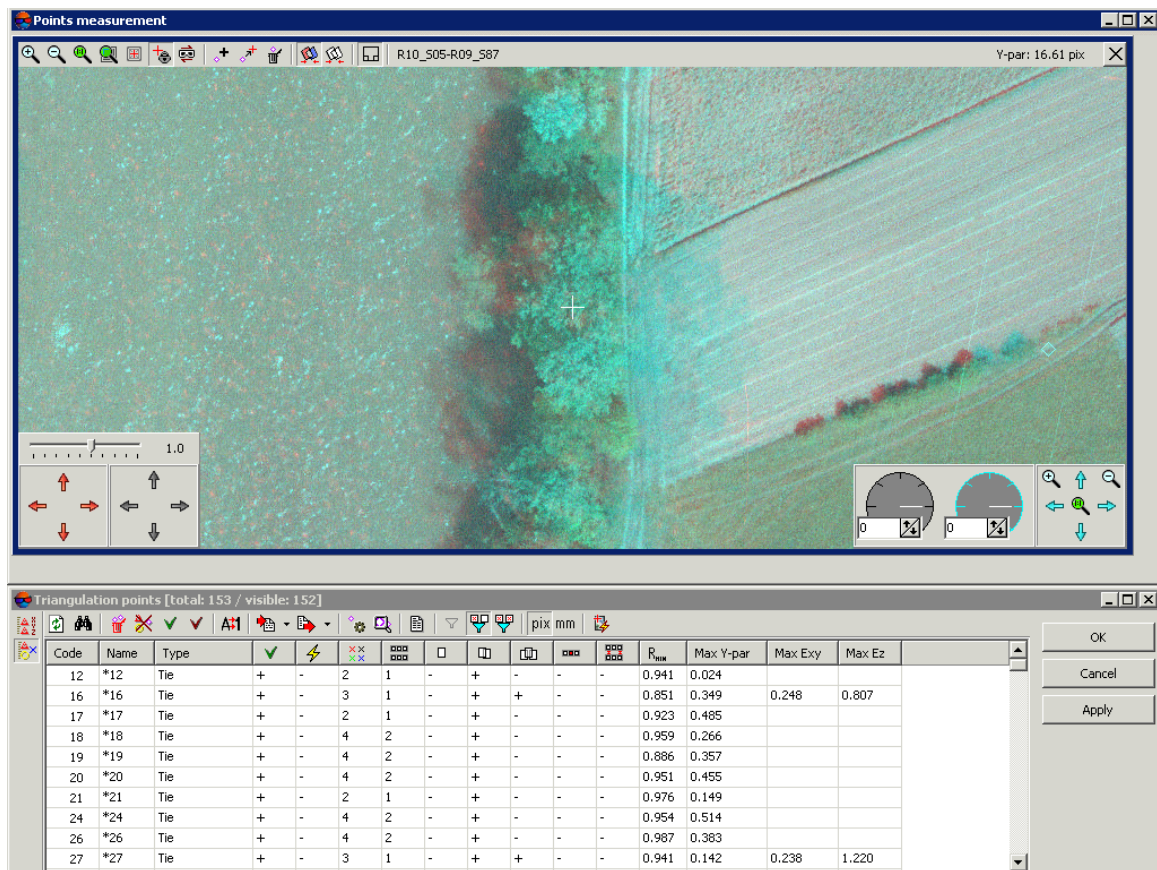 Points measurement
R10_S05-R09_S87 Y-par: 16.61 pix
1.0
0 0
Triangulation points [total: 153 / visible: 152]
pix mm
OK
Cancel
Apply
Code Name Type R MIN Max Y-par Max Exy Max Ez
12 *12 Tie + - 2 1 - + - - - 0.941 0.024
16 *16 Tie + - 3 1 - + + - - 0.851 0.349 0.248 0.807
17 *17 Tie + - 2 1 - + - - - 0.923 0.485
18 *18 Tie + - 4 2 - + - - - 0.959 0.266
19 *19 Tie + - 4 2 - + - - - 0.886 0.357
20 *20 Tie + - 4 2 - + - - - 0.951 0.455
21 *21 Tie + - 2 1 - + - - - 0.976 0.149
24 *24 Tie + - 4 2 - + - - - 0.954 0.514
26 *26 Tie + - 4 2 - + - - - 0.987 0.383
27 *27 Tie + - 3 1 - + + - - 0.941 0.142 0.238 1.220